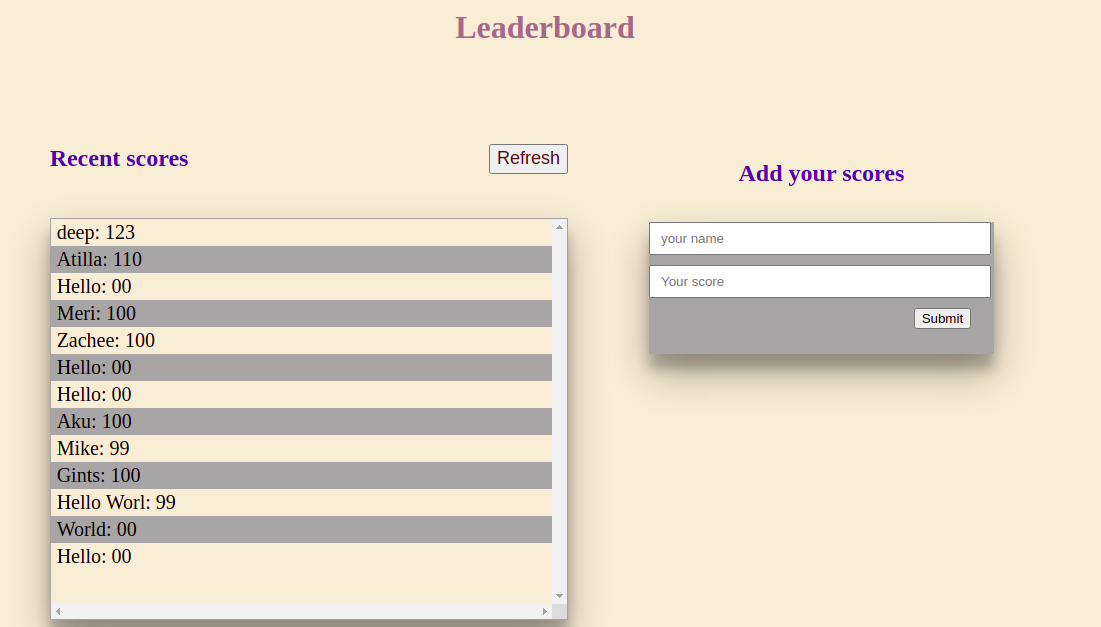 Leaderboard
Recent scores
Refresh
deep: 123
Atilla: 110
Hello: 00
Meri: 100
Zachee: 100
Hello: 00
Hello: 00
Aku: 100
Mike: 99
Gints: 100
Hello Worl: 99
World: 00
Hello: 00
Add your scores
your name
Your score
Submit